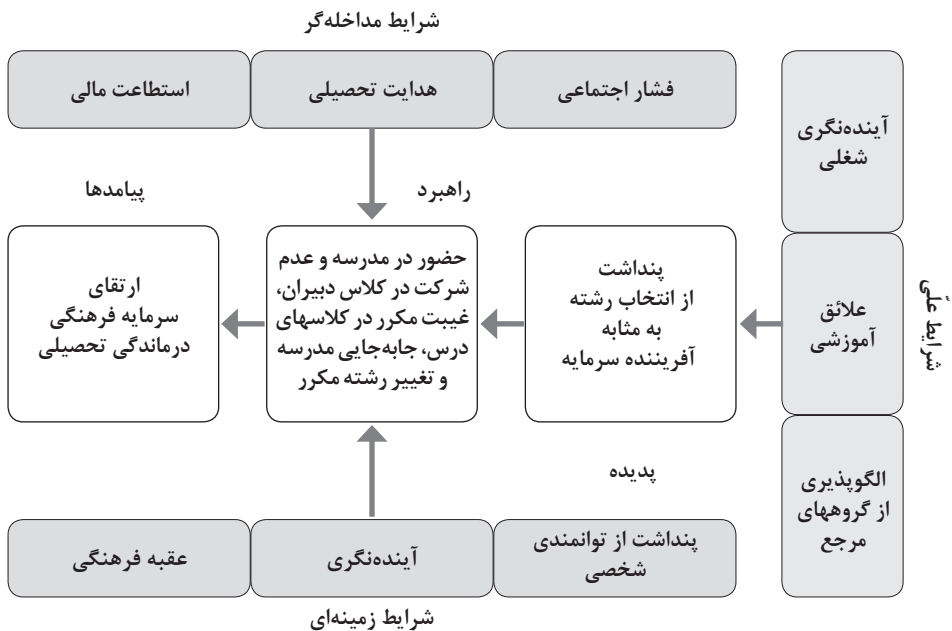 شرایط مداخله‌گر
فشار اجتماعی
هدایت تحصیلی
استطاعت مالی
شرایط علّی
آینده‌نگری
شغلی
علائق
آموزشی
الگوپذیری
از گروههای
مرجع
پدیده
پنداشت
از انتخاب رشته
به مثابه
آفریننده سرمایه
راهبرد
حضور در مدرسه و عدم
شرکت در کلاس دبیران،
غیبت مکرر در کلاسهای
درس، جابه‌جایی مدرسه
و تغییر رشته مکرر
پیامدها
ارتقای
سرمایه فرهنگی
درماندگی تحصیلی
پنداشت از توانمندی
شخصی
آینده‌نگری
عقبه فرهنگی
شرایط زمینه‌ای